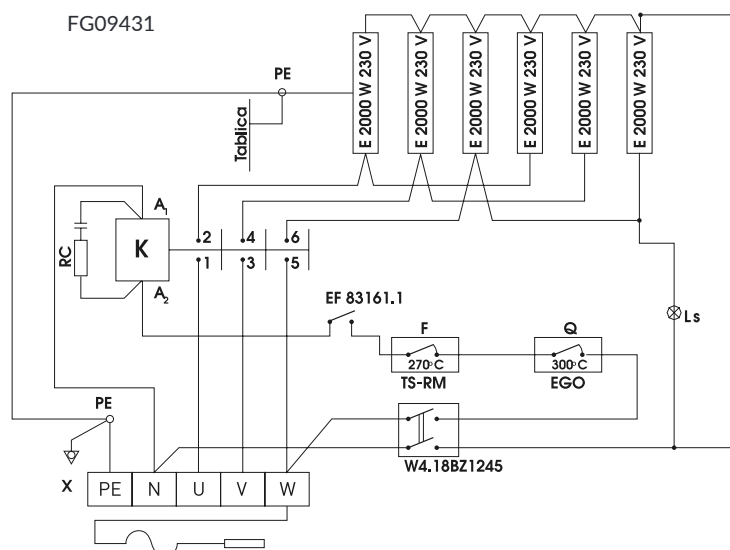 FG09431
PE
Tablica
E 2000 W 230 V
E 2000 W 230 V
E 2000 W 230 V
E 2000 W 230 V
E 2000 W 230 V
E 2000 W 230 V
A1
RC
K
A2
2 4 6
1 3 5
EF 83161.1
F
270°C
TS-RM
Q
300°C
EGO
Ls
PE
W4.18BZ1245
X PE N U V W